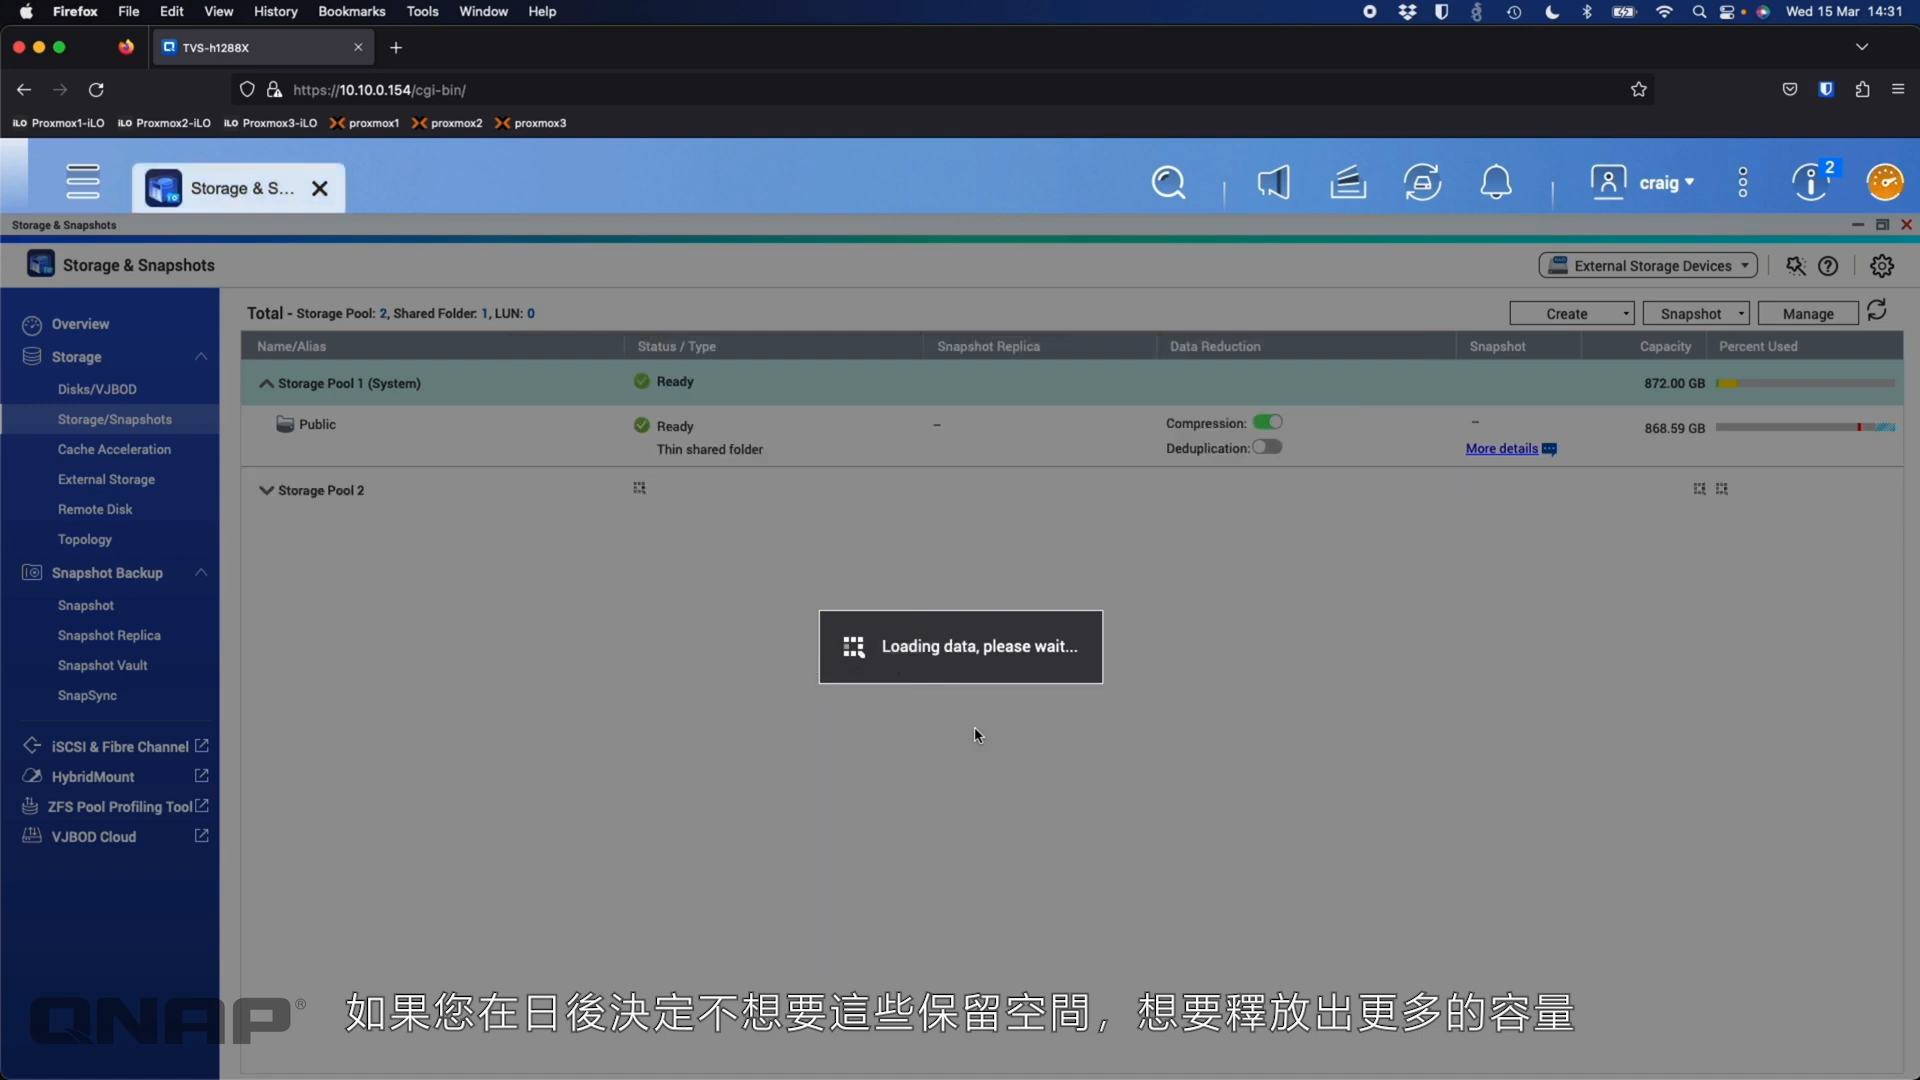 Firefox File Edit View History Bookmarks Tools Window Help Wed 15 Mar 14:31
TVS-h1288X
https://10.10.0.154/cgi-bin/
iLO Proxmox1-iLO iLO Proxmox2-iLO iLO Proxmox3-iLO proxmox1 proxmox2 proxmox3
Storage & S... craig 2
Storage & Snapshots
Storage & Snapshots External Storage Devices
Total - Storage Pool: 2, Shared Folder: 1, LUN: 0 Create Snapshot Manage
Name/Alias Status / Type Snapshot Replica Data Reduction Snapshot Capacity Percent Used
Storage Pool 1 (System) Ready 872.00 GB
Public Ready – Compression: – 868.59 GB
Thin shared folder Deduplication: More details
Storage Pool 2
Overview
Storage
Disks/VJBOD
Storage/Snapshots
Cache Acceleration
External Storage
Remote Disk
Topology
Snapshot Backup
Snapshot
Snapshot Replica
Snapshot Vault
SnapSync
iSCSI & Fibre Channel
HybridMount
ZFS Pool Profiling Tool
VJBOD Cloud
Loading data, please wait...
QNAP®
如果您在日後決定不想要這些保留空間，想要釋放出更多的容量